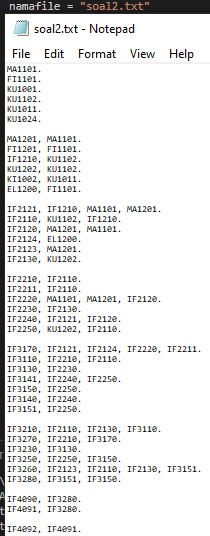 namafile = "soal2.txt"
soal2.txt - Notepad
File Edit Format View Help
MA1101.
FI1101.
KU1001.
KU1102.
KU1011.
KU1024.
MA1201, MA1101.
FI1201, FI1101.
IF1210, KU1102.
KU1202, KU1102.
KI1002, KU1011.
EL1200, FI1101.
IF2121, IF1210, MA1101, MA1201.
IF2110, KU1102, IF1210.
IF2120, MA1201, MA1101.
IF2124, EL1200.
IF2123, MA1201.
IF2130, KU1202.
IF2210, IF2110.
IF2211, IF2110.
IF2220, MA1101, MA1201, IF2120.
IF2230, IF2130.
IF2240, IF2121, IF2120.
IF2250, KU1202, IF2110.
IF3170, IF2121, IF2124, IF2220, IF2211.
IF3110, IF2210, IF2110.
IF3130, IF2230.
IF3141, IF2240, IF2250.
IF3150, IF2250.
IF3140, IF2240.
IF3151, IF2250.
IF3210, IF2110, IF2130, IF3110.
IF3270, IF2210, IF3170.
IF3230, IF3130.
IF3250, IF2250, IF3150.
IF3260, IF2123, IF2110, IF2130, IF3151.
IF3280, IF3151, IF3150.
IF4090, IF3280.
IF4091, IF3280.
IF4092, IF4091.